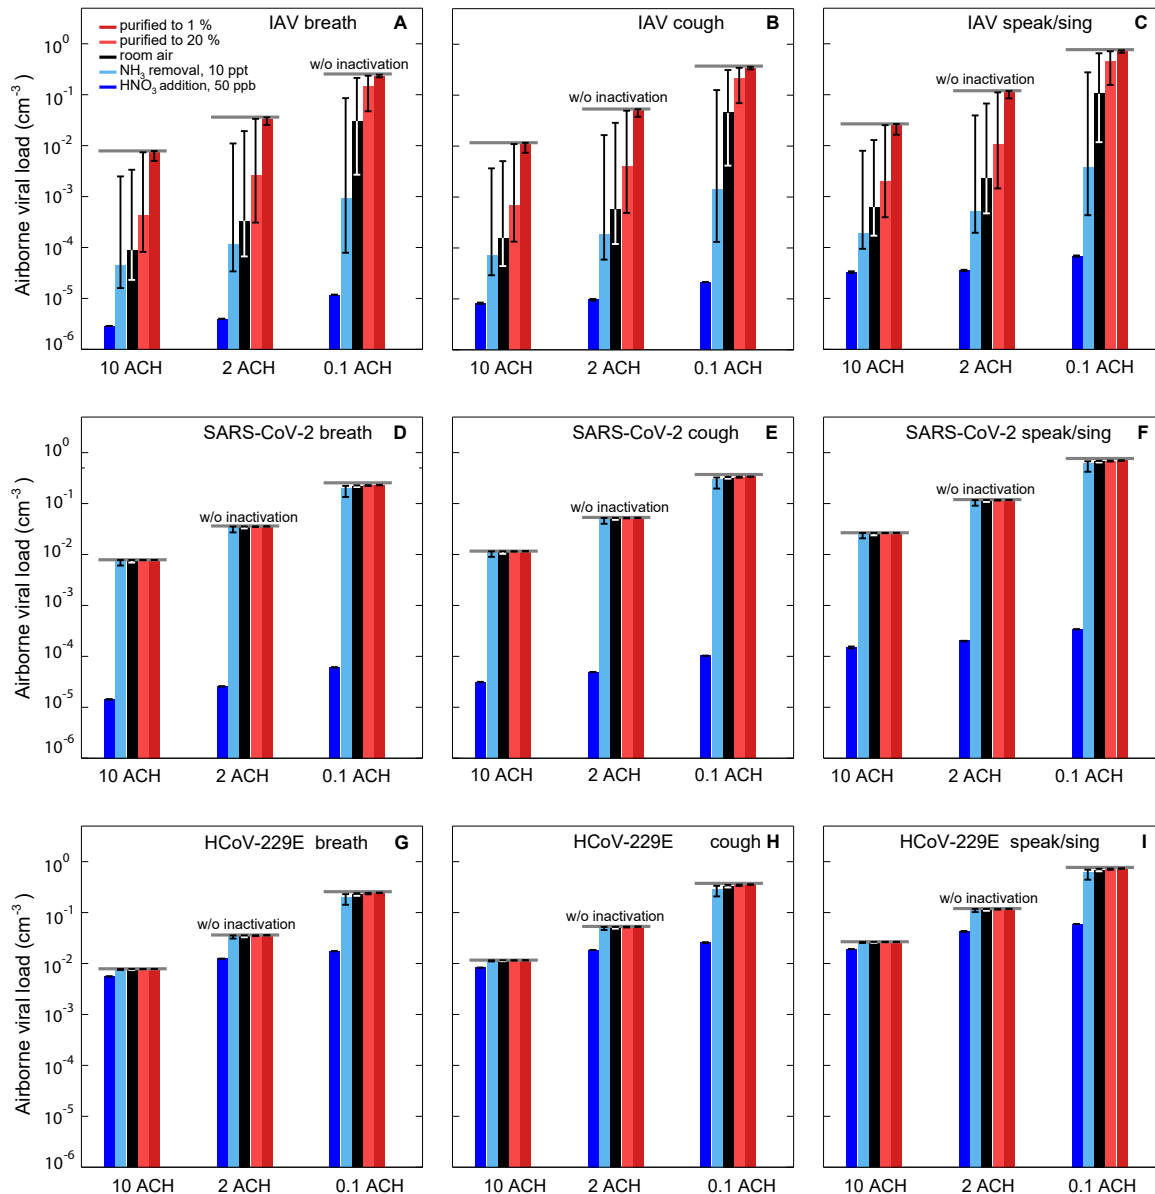 IAV breath A
purified to 1 %
purified to 20 %
room air
NH3 removal, 10 ppt
HNO3 addition, 50 ppb
w/o inactivation
Airborne viral load (cm-3)
10^0
10^-1
10^-2
10^-3
10^-4
10^-5
10^-6
10 ACH 2 ACH 0.1 ACH
IAV cough B
w/o inactivation
10 ACH 2 ACH 0.1 ACH
IAV speak/sing C
w/o inactivation
10 ACH 2 ACH 0.1 ACH
SARS-CoV-2 breath D
w/o inactivation
Airborne viral load (cm-3)
10^0
10^-1
10^-2
10^-3
10^-4
10^-5
10^-6
10 ACH 2 ACH 0.1 ACH
SARS-CoV-2 cough E
w/o inactivation
10 ACH 2 ACH 0.1 ACH
SARS-CoV-2 speak/sing F
w/o inactivation
10 ACH 2 ACH 0.1 ACH
HCoV-229E breath G
w/o inactivation
Airborne viral load (cm-3)
10^0
10^-1
10^-2
10^-3
10^-4
10^-5
10^-6
10 ACH 2 ACH 0.1 ACH
HCoV-229E cough H
w/o inactivation
10 ACH 2 ACH 0.1 ACH
HCoV-229E speak/sing I
w/o inactivation
10 ACH 2 ACH 0.1 ACH